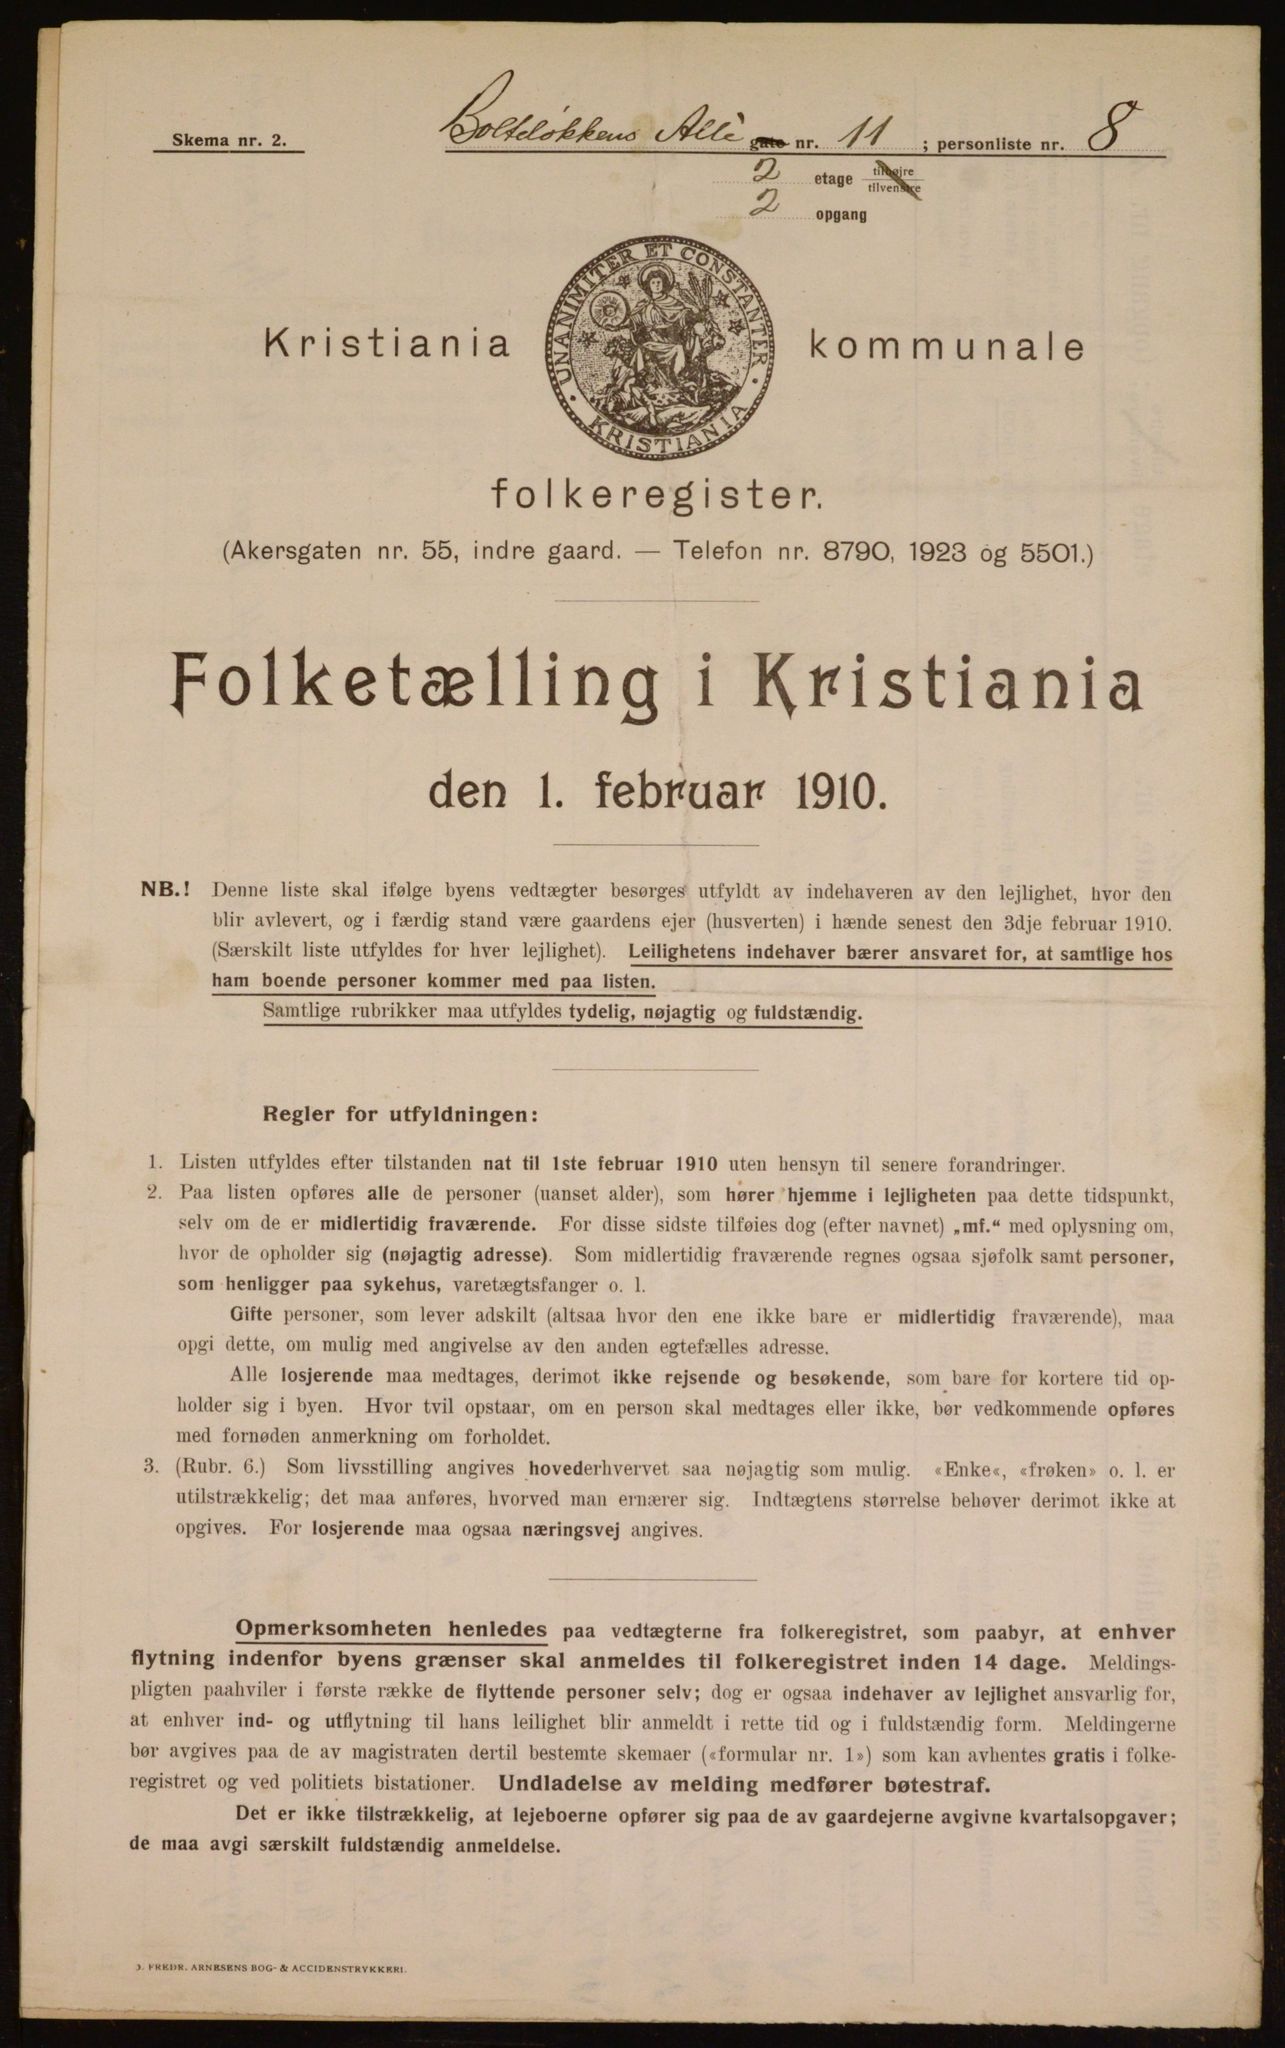 Skema nr. 2.
Bolteløkkens Allé gate nr. 11 ; personliste nr. 8
2 etage tilhøjre
tilvenstre
2 opgang
UNANIMITER ET CONSTANTER · KRISTIANIA ·
Kristiania kommunale
folkeregister.
(Akersgaten nr. 55, indre gaard. — Telefon nr. 8790, 1923 og 5501.)
Folketælling i Kristiania
den 1. februar 1910.
NB.! Denne liste skal ifølge byens vedtægter besørges utfyldt av indehaveren av den lejlighet, hvor den
blir avlevert, og i færdig stand være gaardens ejer (husverten) i hænde senest den 3dje februar 1910.
(Særskilt liste utfyldes for hver lejlighet). Leilighetens indehaver bærer ansvaret for, at samtlige hos
ham boende personer kommer med paa listen.
Samtlige rubrikker maa utfyldes tydelig, nøjagtig og fuldstændig.
Regler for utfyldningen:
1. Listen utfyldes efter tilstanden nat til 1ste februar 1910 uten hensyn til senere forandringer.
2. Paa listen opføres alle de personer (uanset alder), som hører hjemme i lejligheten paa dette tidspunkt,
selv om de er midlertidig fraværende. For disse sidste tilføies dog (efter navnet) „mf.“ med oplysning om,
hvor de opholder sig (nøjagtig adresse). Som midlertidig fraværende regnes ogsaa sjøfolk samt personer,
som henligger paa sykehus, varetægtsfanger o. l.
Gifte personer, som lever adskilt (altsaa hvor den ene ikke bare er midlertidig fraværende), maa
opgi dette, om mulig med angivelse av den anden egtefælles adresse.
Alle losjerende maa medtages, derimot ikke rejsende og besøkende, som bare for kortere tid op-
holder sig i byen. Hvor tvil opstaar, om en person skal medtages eller ikke, bør vedkommende opføres
med fornøden anmerkning om forholdet.
3. (Rubr. 6.) Som livsstilling angives hovederhvervet saa nøjagtig som mulig. «Enke«, «frøken» o. l. er
utilstrækkelig; det maa anføres, hvorved man ernærer sig. Indtægtens størrelse behøver derimot ikke at
opgives. For losjerende maa ogsaa næringsvej angives.
Opmerksomheten henledes paa vedtægterne fra folkeregistret, som paabyr, at enhver
flytning indenfor byens grænser skal anmeldes til folkeregistret inden 14 dage. Meldings-
pligten paahviler i første række de flyttende personer selv; dog er ogsaa indehaver av lejlighet ansvarlig for,
at enhver ind- og utflytning til hans leilighet blir anmeldt i rette tid og i fuldstændig form. Meldingerne
bør avgives paa de av magistraten dertil bestemte skemaer («formular nr. 1») som kan avhentes gratis i folke-
registret og ved politiets bistationer. Undladelse av melding medfører bøtestraf.
Det er ikke tilstrækkelig, at lejeboerne opfører sig paa de av gaardejerne avgivne kvartalsopgaver;
de maa avgi særskilt fuldstændig anmeldelse.
FREDR. ARNESENS BOG- & ACCIDENSTRYKKERI.